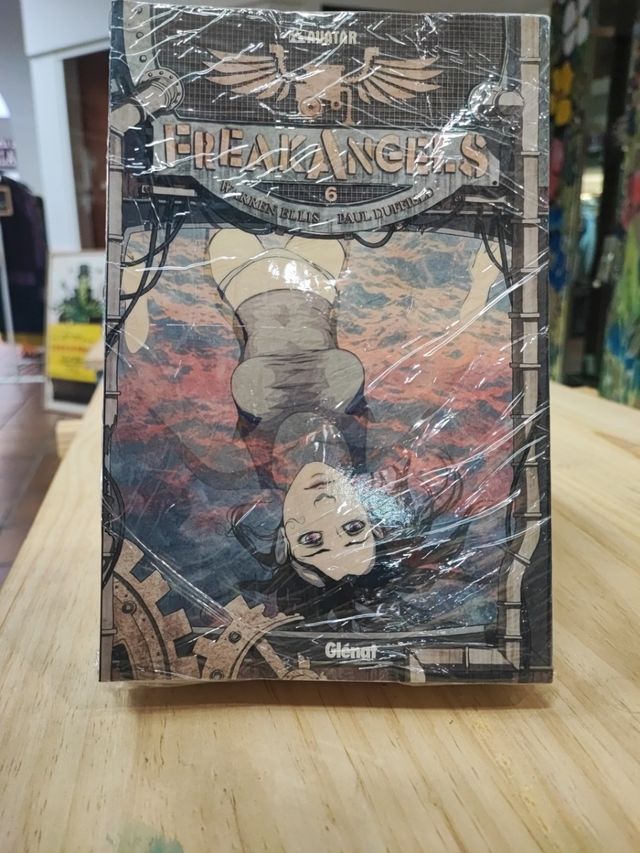 AVATAR
FREAKANGELS
6
WARREN ELLIS PAUL DUFFIELD
Glénat